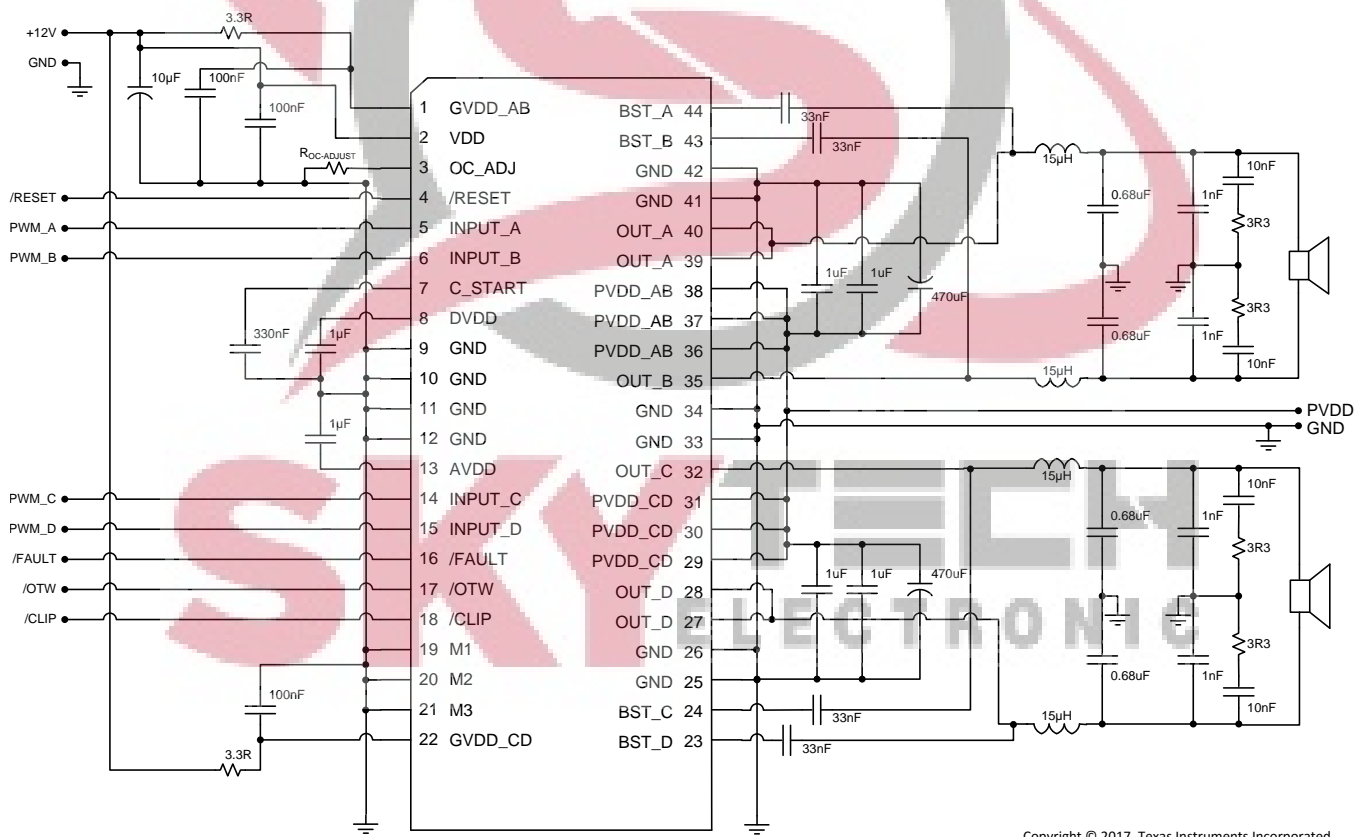 +12V
GND
3.3R
10µF
100nF
100nF
R_OC-ADJUST
/RESET
PWM_A
PWM_B
330nF
1µF
1µF
PWM_C
PWM_D
/FAULT
/OTW
/CLIP
100nF
3.3R
1 GVDD_AB
2 VDD
3 OC_ADJ
4 /RESET
5 INPUT_A
6 INPUT_B
7 C_START
8 DVDD
9 GND
10 GND
11 GND
12 GND
13 AVDD
14 INPUT_C
15 INPUT_D
16 /FAULT
17 /OTW
18 /CLIP
19 M1
20 M2
21 M3
22 GVDD_CD
BST_A 44
BST_B 43
GND 42
GND 41
OUT_A 40
OUT_A 39
PVDD_AB 38
PVDD_AB 37
PVDD_AB 36
OUT_B 35
GND 34
GND 33
OUT_C 32
PVDD_CD 31
PVDD_CD 30
PVDD_CD 29
OUT_D 28
OUT_D 27
GND 26
GND 25
BST_C 24
BST_D 23
33nF
33nF
15µH
10nF
0.68uF
1nF
3R3
1uF
1uF
470uF
3R3
0.68uF
1nF
10nF
15µH
PVDD
GND
15µH
10nF
0.68uF
1nF
3R3
1uF
1uF
470uF
3R3
0.68uF
1nF
10nF
15µH
33nF
33nF
SKY TECH
ELECTRONIC
Copyright © 2017, Texas Instruments Incorporated